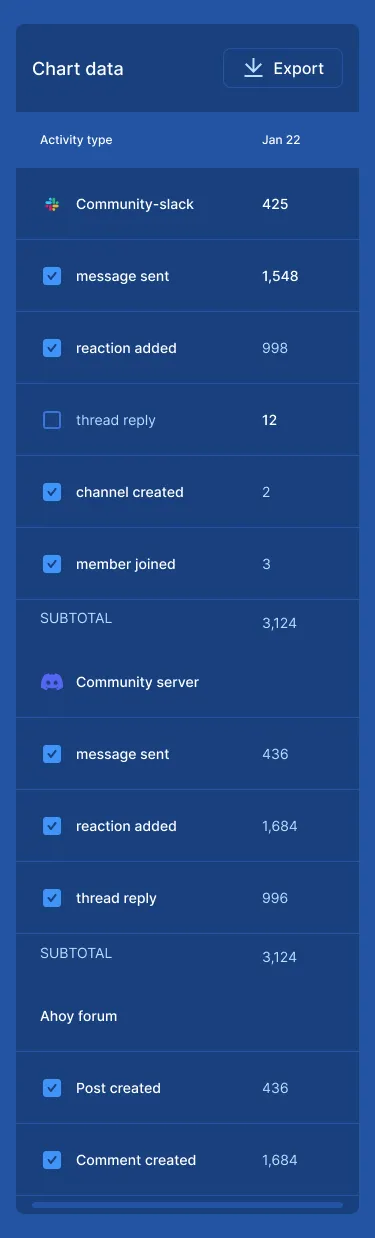 Chart data
Export
Activity type Jan 22
Community-slack 425
message sent 1,548
reaction added 998
thread reply 12
channel created 2
member joined 3
SUBTOTAL 3,124
Community server
message sent 436
reaction added 1,684
thread reply 996
SUBTOTAL 3,124
Ahoy forum
Post created 436
Comment created 1,684